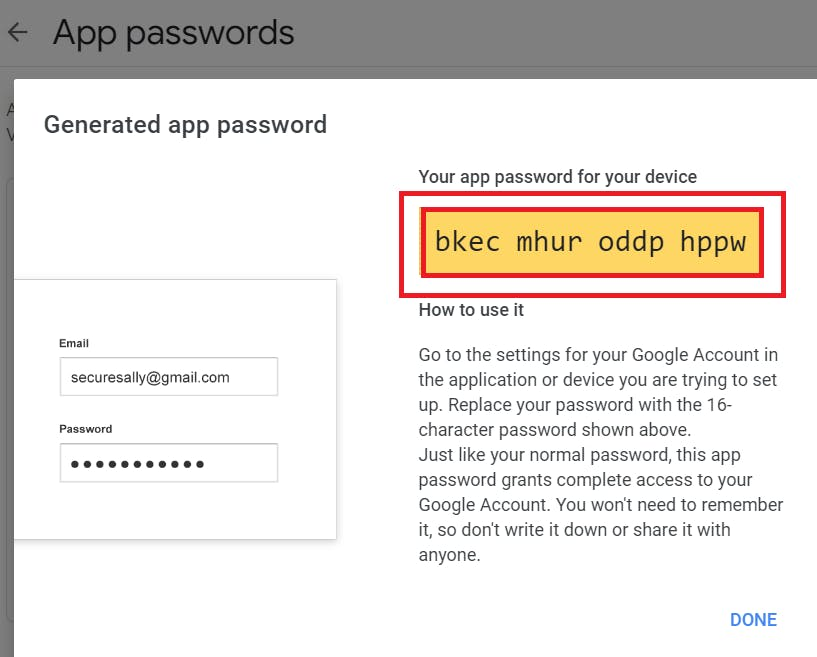 App passwords
Generated app password
Your app password for your device
bkec mhur oddp hppw
How to use it
Go to the settings for your Google Account in
the application or device you are trying to set
up. Replace your password with the 16-
character password shown above.
Just like your normal password, this app
password grants complete access to your
Google Account. You won't need to remember
it, so don't write it down or share it with
anyone.
Email
securesally@gmail.com
Password
DONE